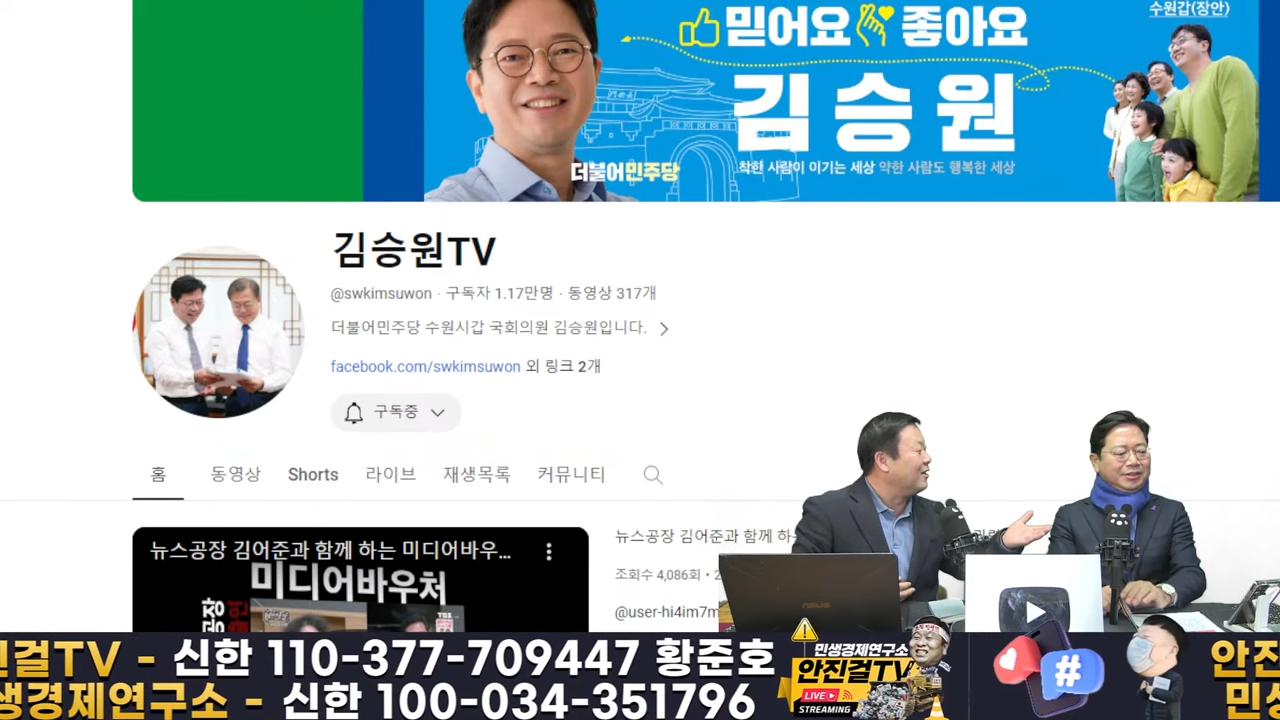 수원갑(장안)
믿어요 좋아요
김승원
더불어민주당
착한 사람이 이기는 세상 약한 사람도 행복한 세상
김승원TV
@swkimsuwon · 구독자 1.17만명 · 동영상 317개
더불어민주당 수원시갑 국회의원 김승원입니다.
facebook.com/swkimsuwon 외 링크 2개
구독중
홈 동영상 Shorts 라이브 재생목록 커뮤니티
뉴스공장 김어준과 함께 하는 미디어바우...
미디어바우처
뉴스공장 김어준과 함께 하
조회수 4,086회 •
@user-hi4im7m
ASUS
걸TV - 신한 110-377-709447 황준호
생경제연구소 - 신한 100-034-351796
민생경제연구소
안진걸TV
LIVE
STREAMING
#
안진
민생